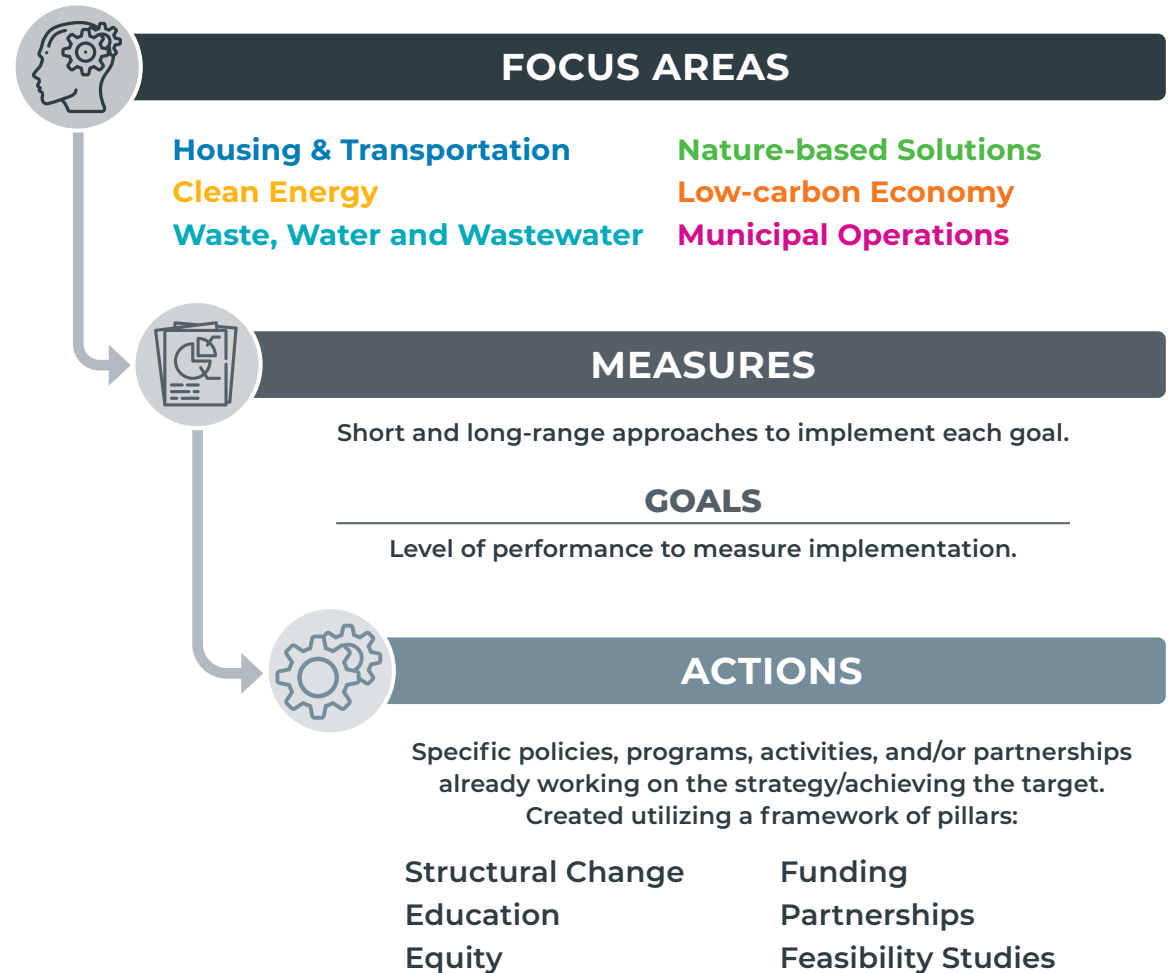 FOCUS AREAS
Housing & Transportation
Clean Energy
Waste, Water and Wastewater
Nature-based Solutions
Low-carbon Economy
Municipal Operations
MEASURES
Short and long-range approaches to implement each goal.
GOALS
Level of performance to measure implementation.
ACTIONS
Specific policies, programs, activities, and/or partnerships
already working on the strategy/achieving the target.
Created utilizing a framework of pillars:
Structural Change
Education
Equity
Funding
Partnerships
Feasibility Studies